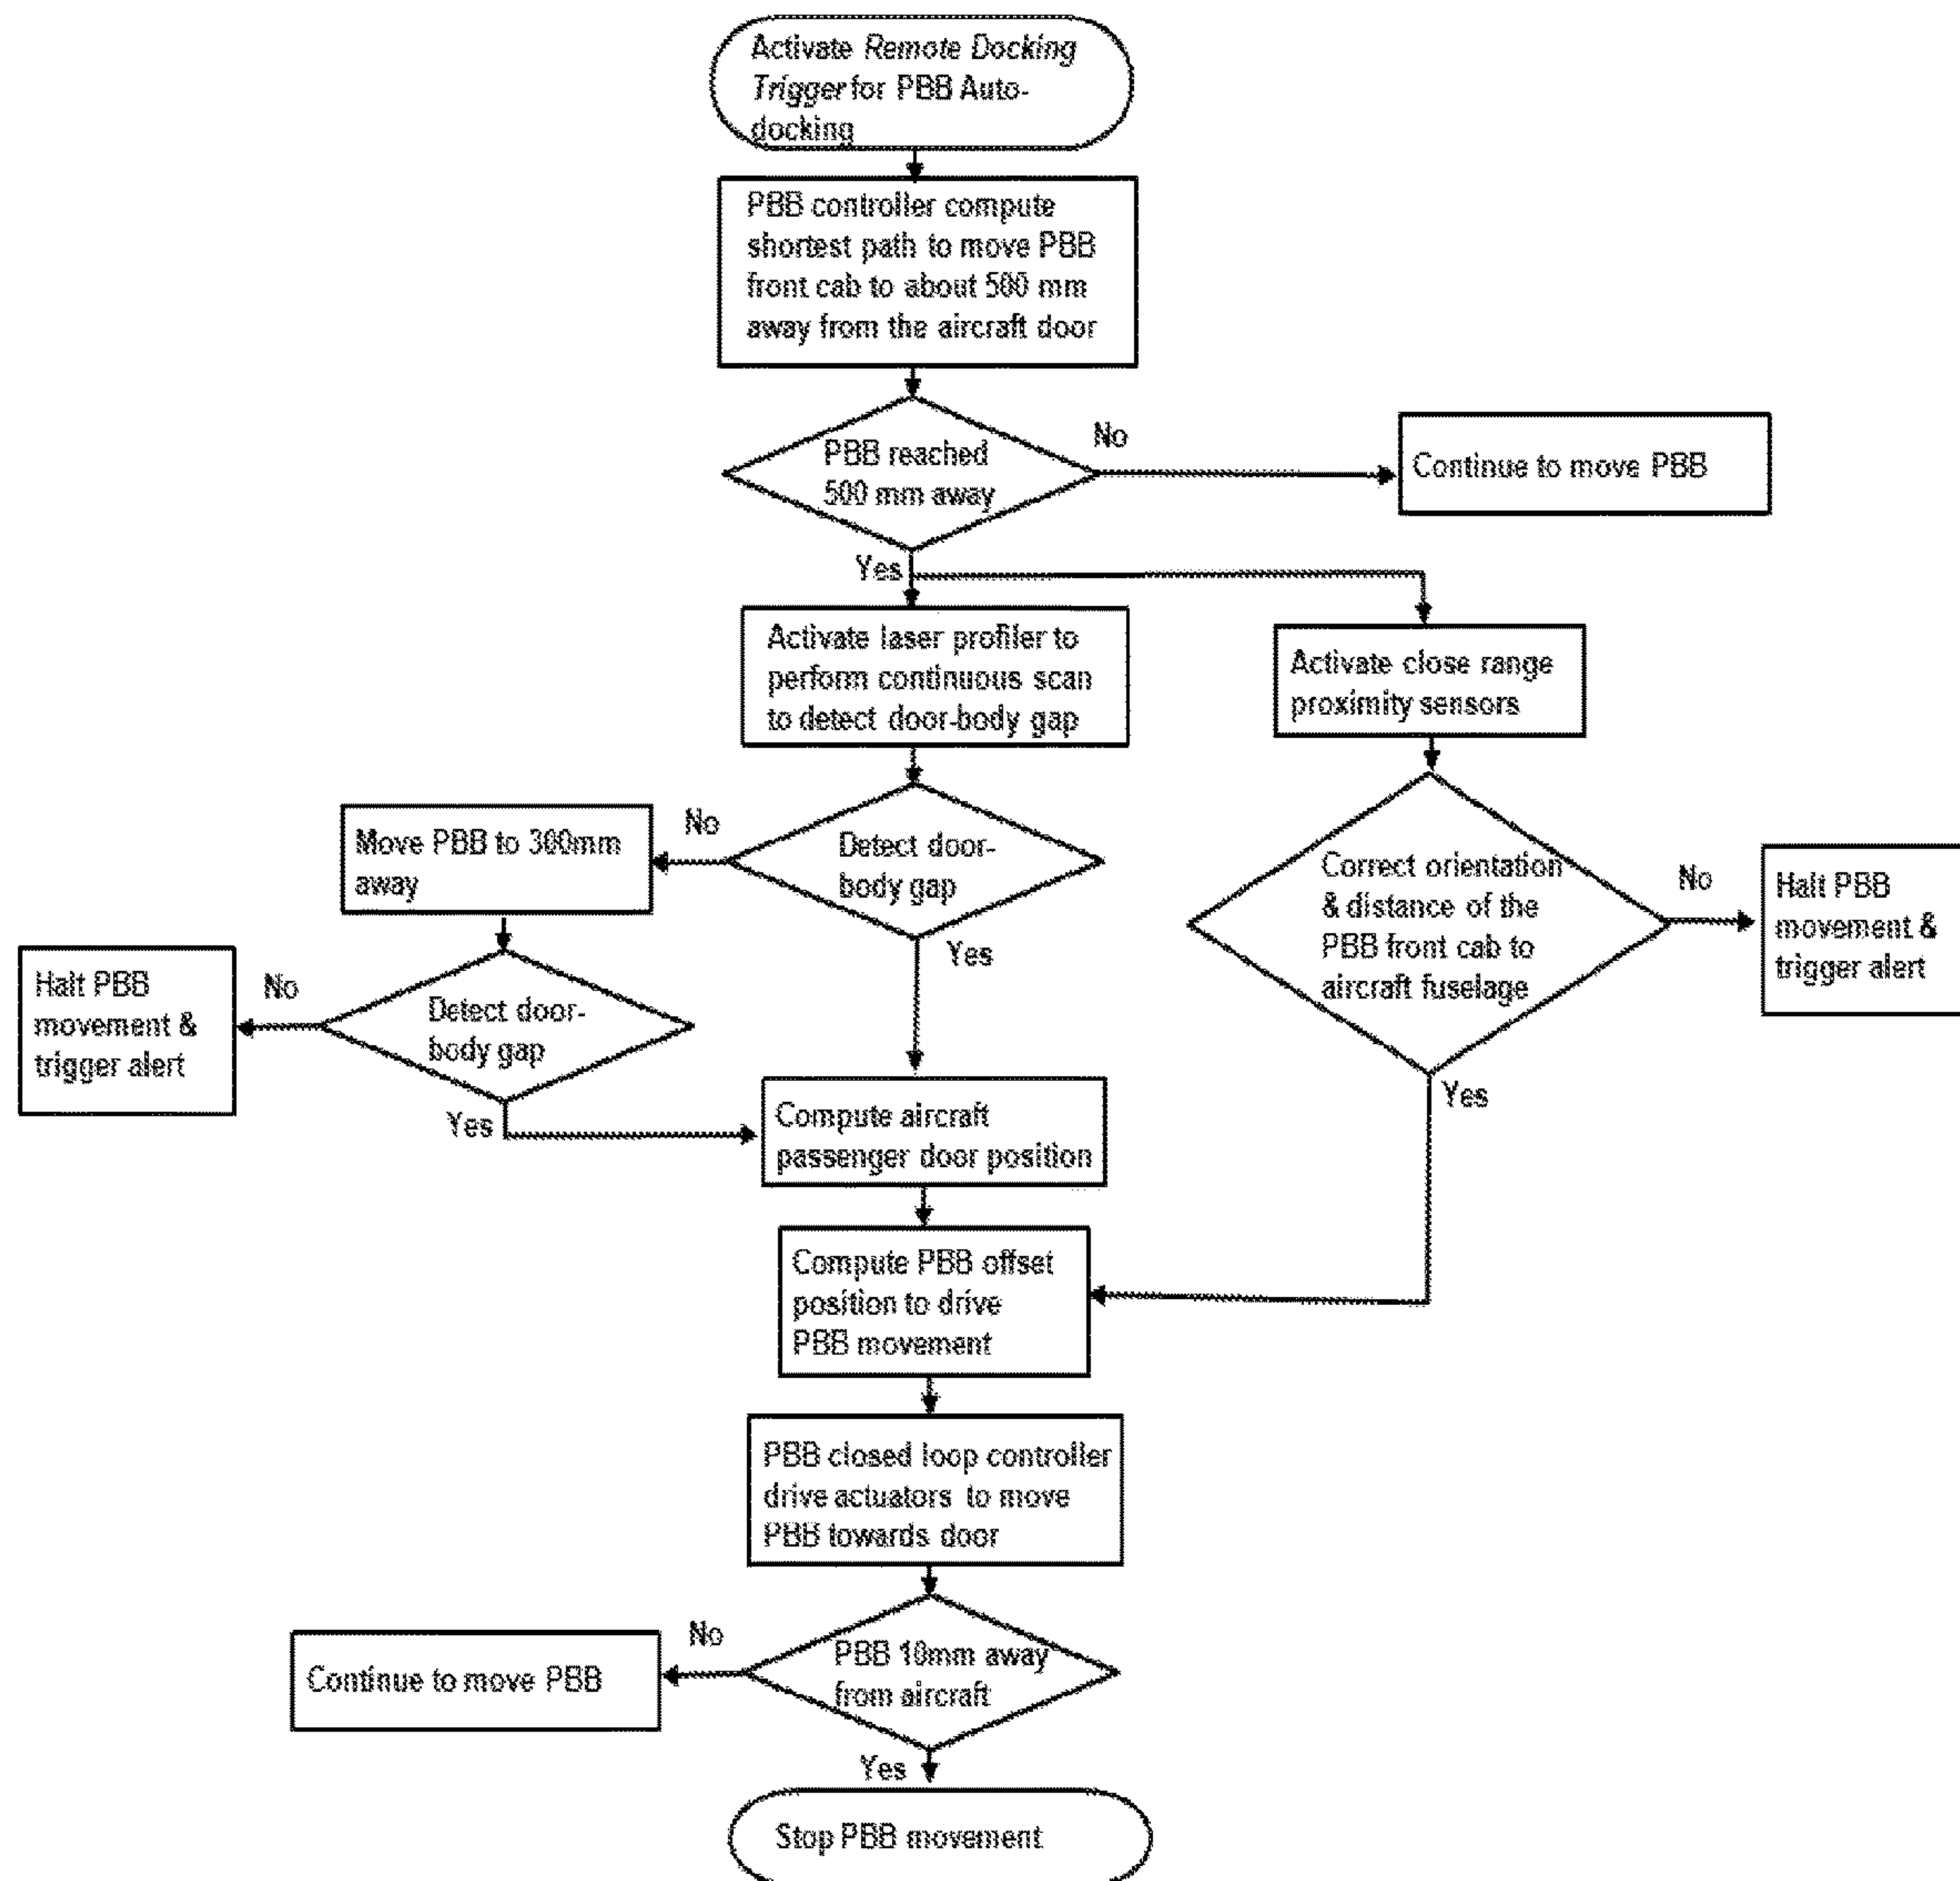 Activate Remote Docking
Trigger for PBB Auto-
docking
PBB controller compute
shortest path to move PBB
front cab to about 500 mm
away from the aircraft door
PBB reached
500 mm away
No
Continue to move PBB
Yes
Activate laser profiler to
perform continuous scan
to detect door-body gap
Activate close range
proximity sensors
Detect door-
body gap
No
Move PBB to 300mm
away
Yes
Detect door-
body gap
No
Halt PBB
movement &
trigger alert
Yes
Correct orientation
& distance of the
PBB front cab to
aircraft fuselage
No
Halt PBB
movement &
trigger alert
Yes
Compute aircraft
passenger door position
Compute PBB offset
position to drive
PBB movement
PBB closed loop controller
drive actuators to move
PBB towards door
PBB 10mm away
from aircraft
No
Continue to move PBB
Yes
Stop PBB movement